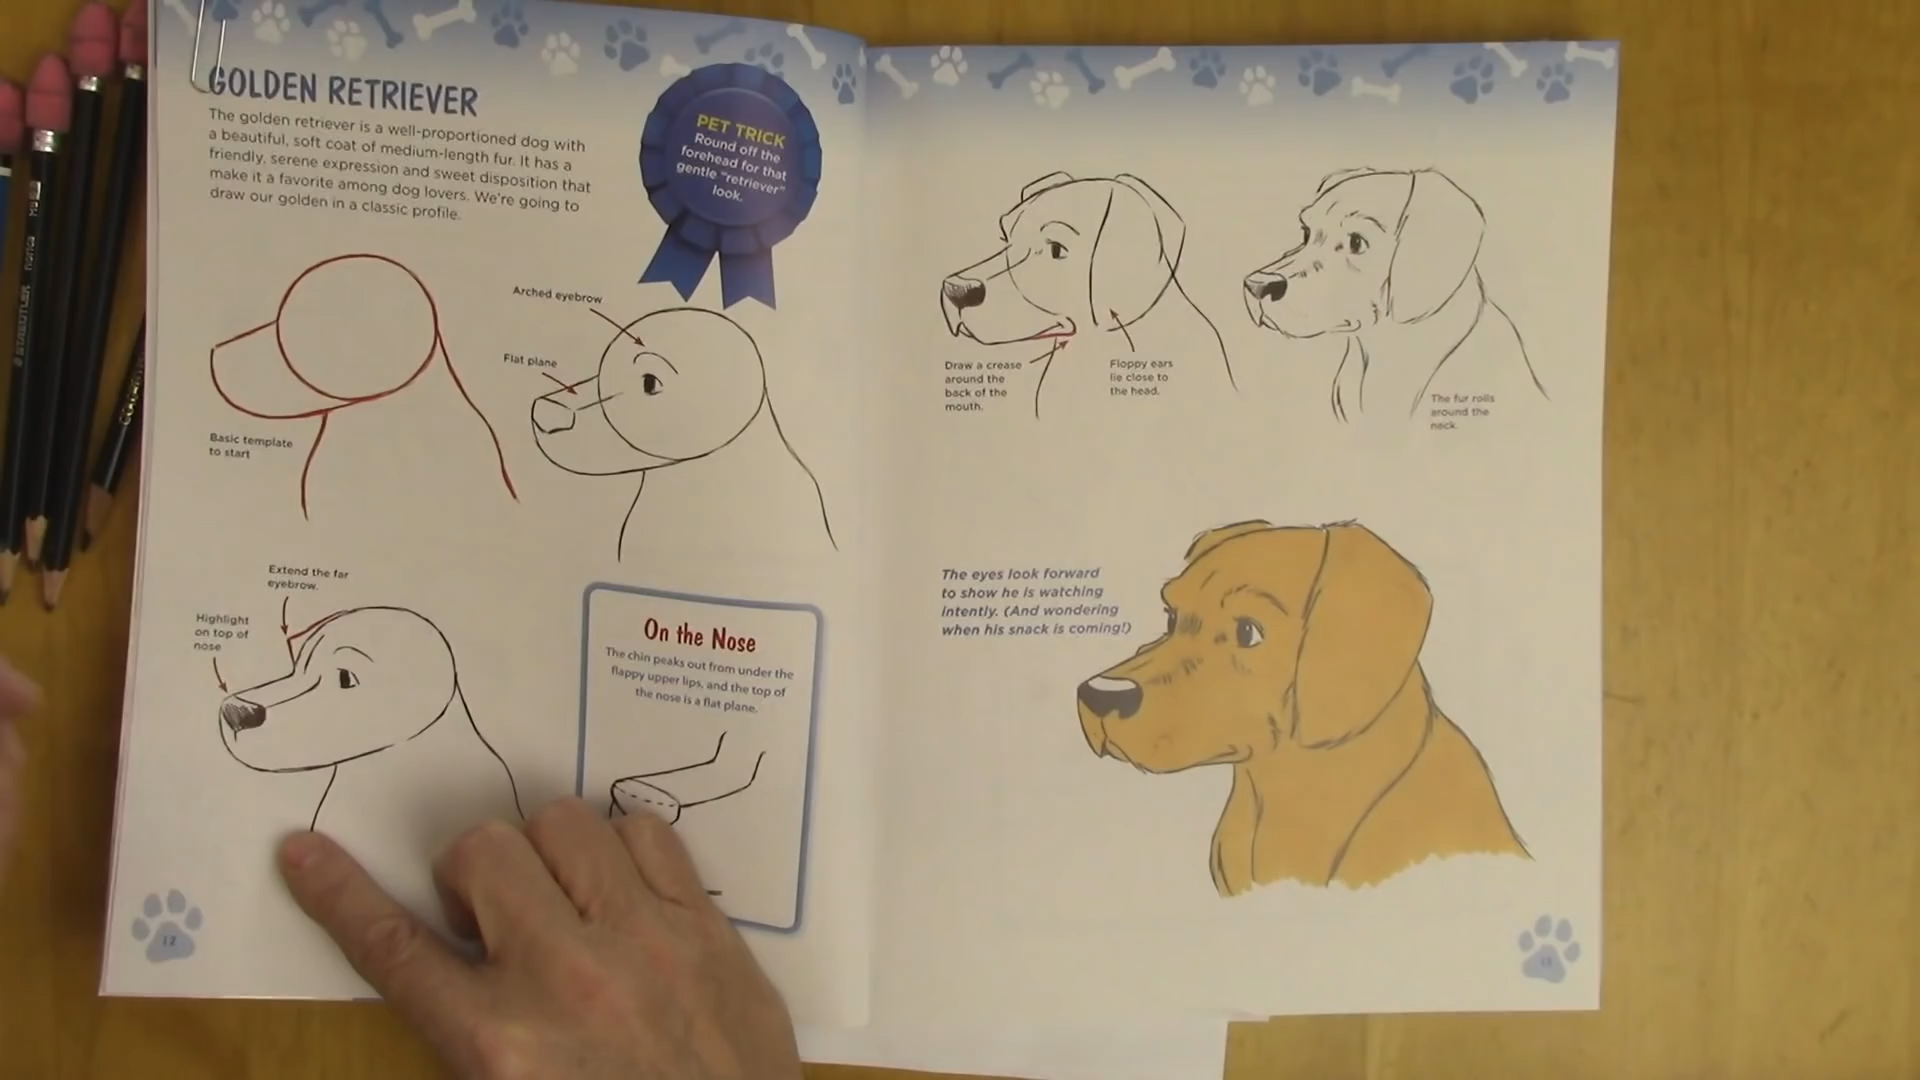 GOLDEN RETRIEVER
The golden retriever is a well-proportioned dog with
a beautiful, soft coat of medium-length fur. It has a
friendly, serene expression and sweet disposition that
make it a favorite among dog lovers. We're going to
draw our golden in a classic profile.
PET TRICK
Round off the
forehead for that
gentle "retriever"
look.
Arched eyebrow
Flat plane
Basic template
to start
Extend the far
eyebrow.
Highlight
on top of
nose
On the Nose
The chin peaks out from under the
flappy upper lips, and the top of
the nose is a flat plane.
12
Draw a crease
around the
back of the
mouth.
Floppy ears
lie close to
the head.
The fur rolls
around the
neck.
The eyes look forward
to show he is watching
intently. (And wondering
when his snack is coming!)
STAEDTLER